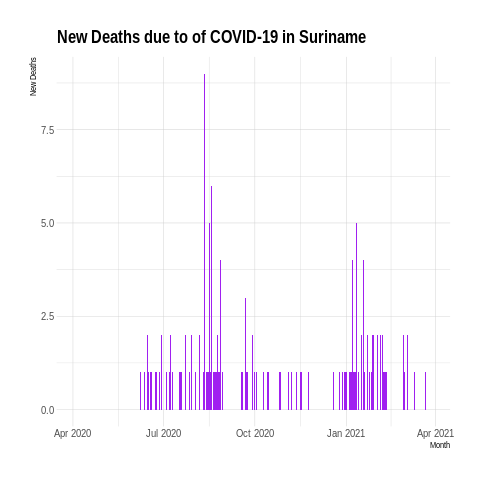 New Deaths due to of COVID-19 in Suriname
New Deaths
7.5
5.0
2.5
0.0
Apr 2020 Jul 2020 Oct 2020 Jan 2021 Apr 2021
Month